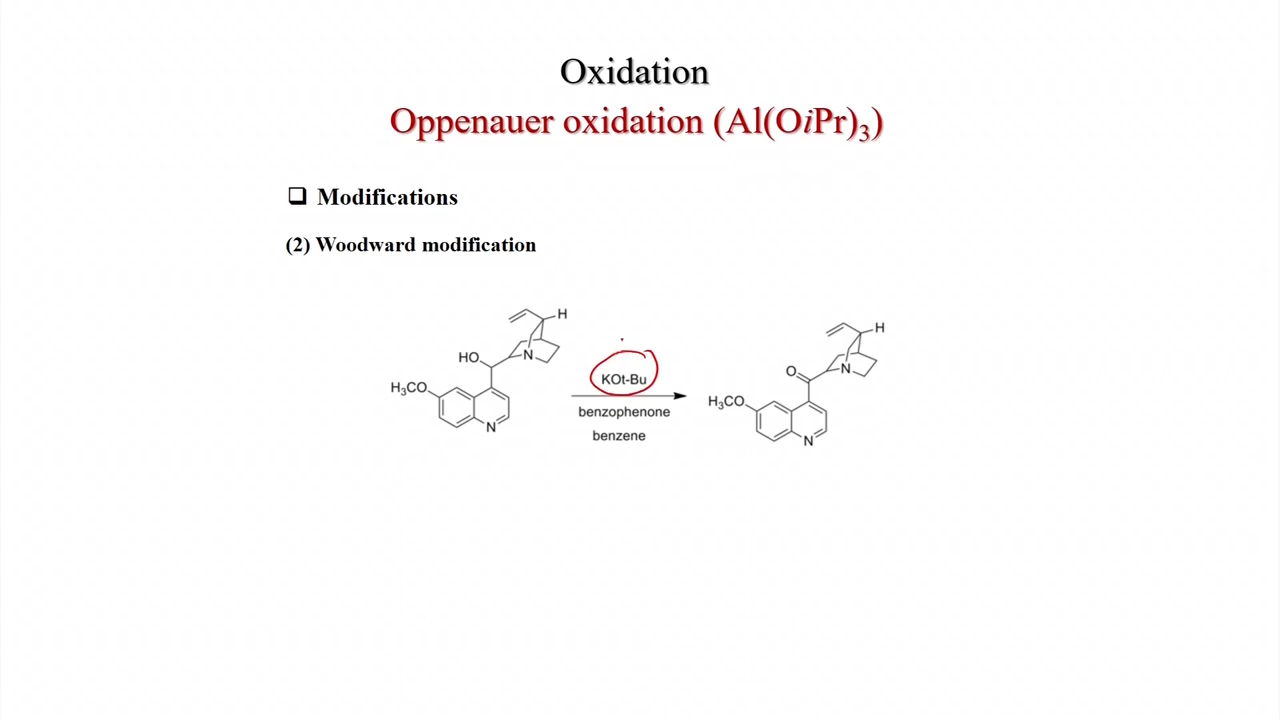 Oxidation
Oppenauer oxidation (Al(OiPr)₃)
❑ Modifications
(2) Woodward modification
H
HO
N
H₃CO
N
KOt-Bu
benzophenone
benzene
H
O
N
H₃CO
N